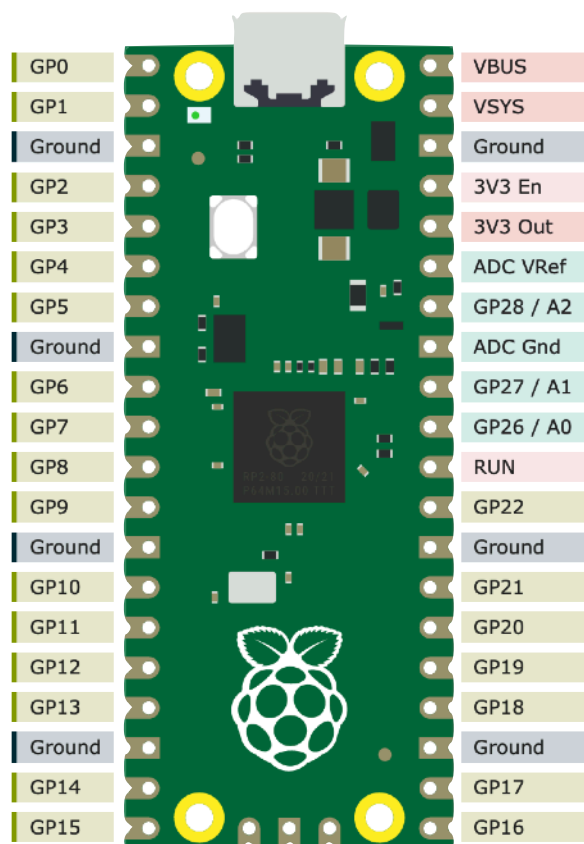 GP0
GP1
Ground
GP2
GP3
GP4
GP5
Ground
GP6
GP7
GP8
GP9
Ground
GP10
GP11
GP12
GP13
Ground
GP14
GP15
VBUS
VSYS
Ground
3V3 En
3V3 Out
ADC VRef
GP28 / A2
ADC Gnd
GP27 / A1
GP26 / A0
RUN
GP22
Ground
GP21
GP20
GP19
GP18
Ground
GP17
GP16